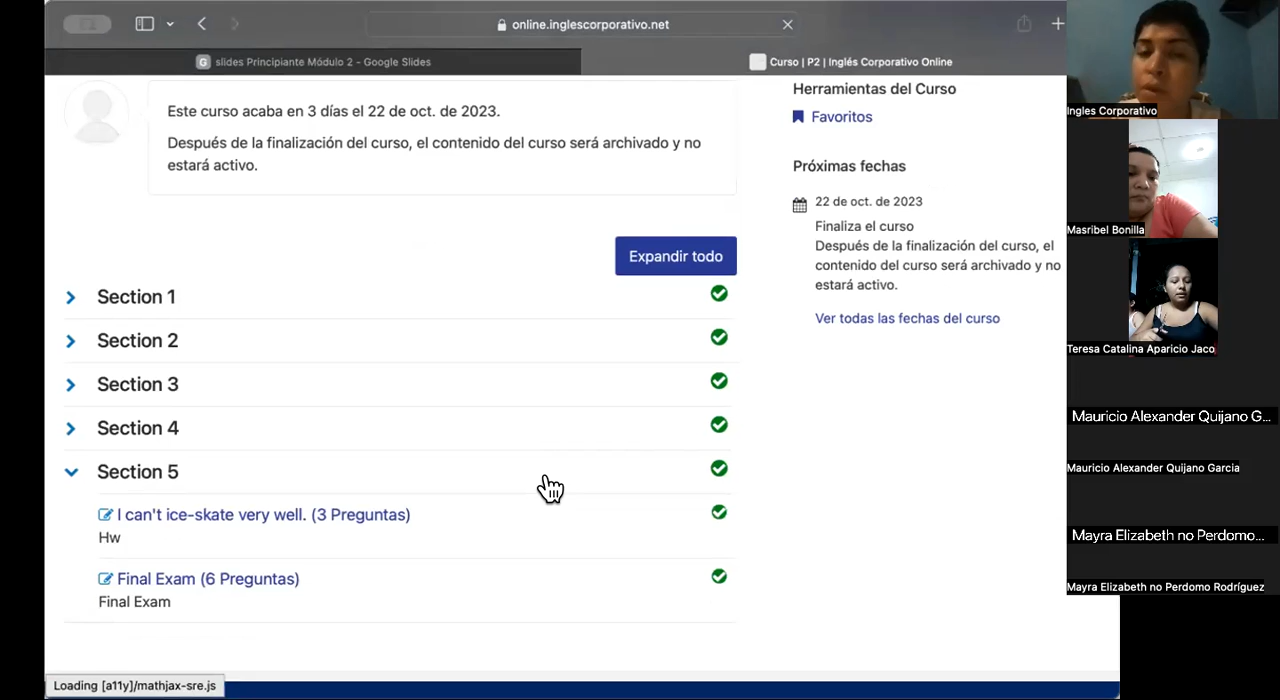 online.inglescorporativo.net
G slides Principiante Módulo 2 - Google Slides
Curso | P2 | Inglés Corporativo Online
Este curso acaba en 3 días el 22 de oct. de 2023.
Después de la finalización del curso, el contenido del curso será archivado y no
estará activo.
Expandir todo
Section 1
Section 2
Section 3
Section 4
Section 5
I can't ice-skate very well. (3 Preguntas)
Hw
Final Exam (6 Preguntas)
Final Exam
Loading [a11y]/mathjax-sre.js
Herramientas del Curso
Favoritos
Próximas fechas
22 de oct. de 2023
Finaliza el curso
Después de la finalización del curso, el
contenido del curso será archivado y no
estará activo.
Ver todas las fechas del curso
Ingles Corporativo
Masribel Bonilla
Teresa Catalina Aparicio Jaco
Mauricio Alexander Quijano G...
Mauricio Alexander Quijano Garcia
Mayra Elizabeth no Perdomo...
Mayra Elizabeth no Perdomo Rodríguez